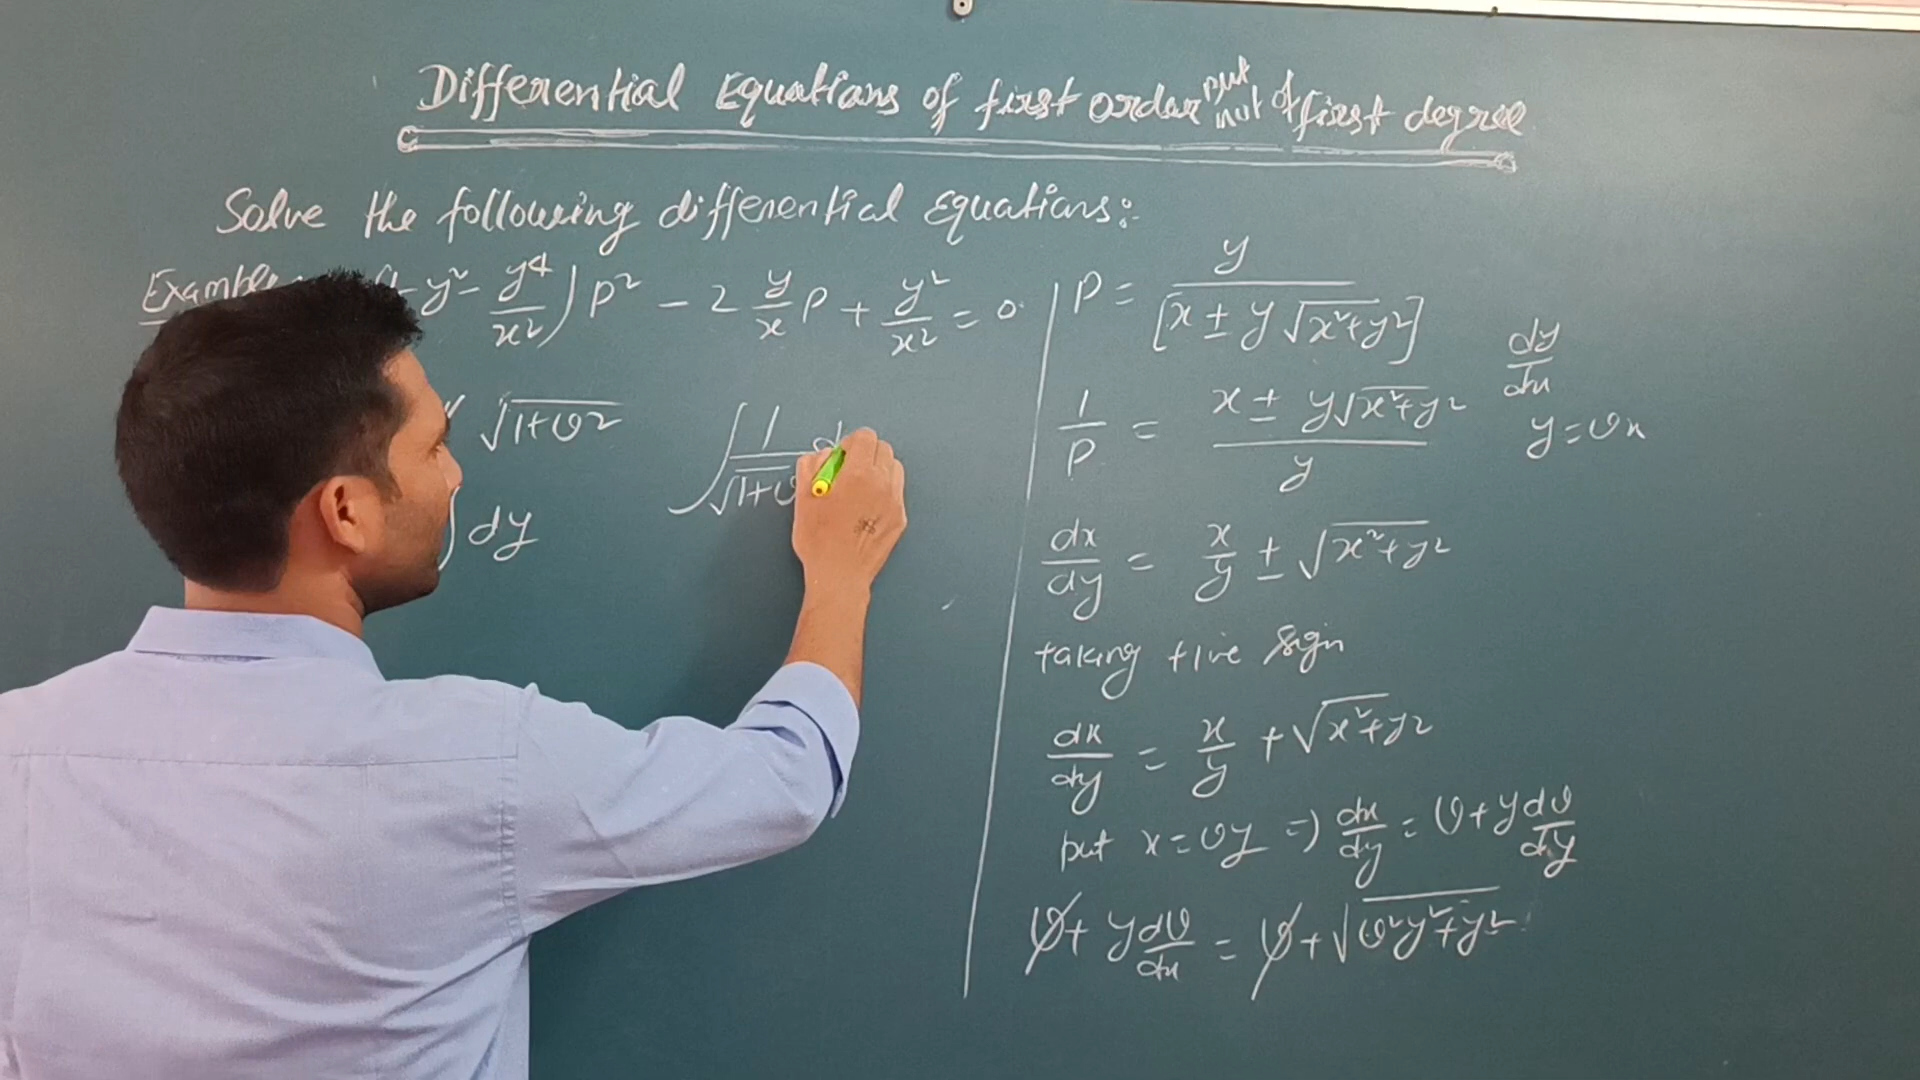 Differential Equations of first order but not of first degree
Solve the following differential Equations:-
Example - y² - y⁴/x²) p² - 2 y/x p + y²/x² = 0
√1+v²
∫ 1/√1+v d
∫ dy
p = y/[x ± y √x²+y²]
dy/dx
1/p = x ± y√x²+y² / y
y = vx
dx/dy = x/y ± √x²+y²
taking +ive sign
dx/dy = x/y + √x²+y²
put x = vy => dx/dy = v + y dv/dy
v + y dv/dx = v + √v²y²+y²